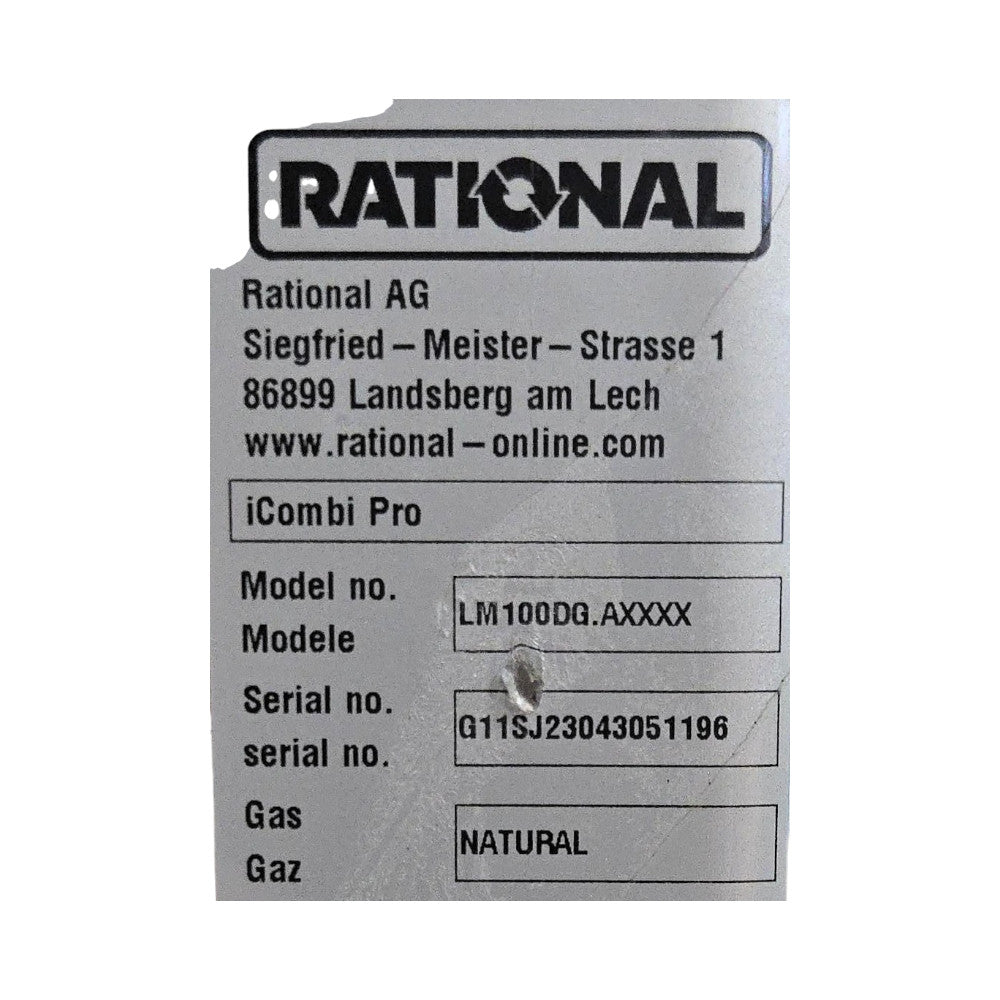 RATIONAL
Rational AG
Siegfried – Meister – Strasse 1
86899 Landsberg am Lech
www.rational – online.com
iCombi Pro
Model no.
Modele
LM100DG.AXXXX
Serial no.
serial no.
G11SJ23043051196
Gas
Gaz
NATURAL